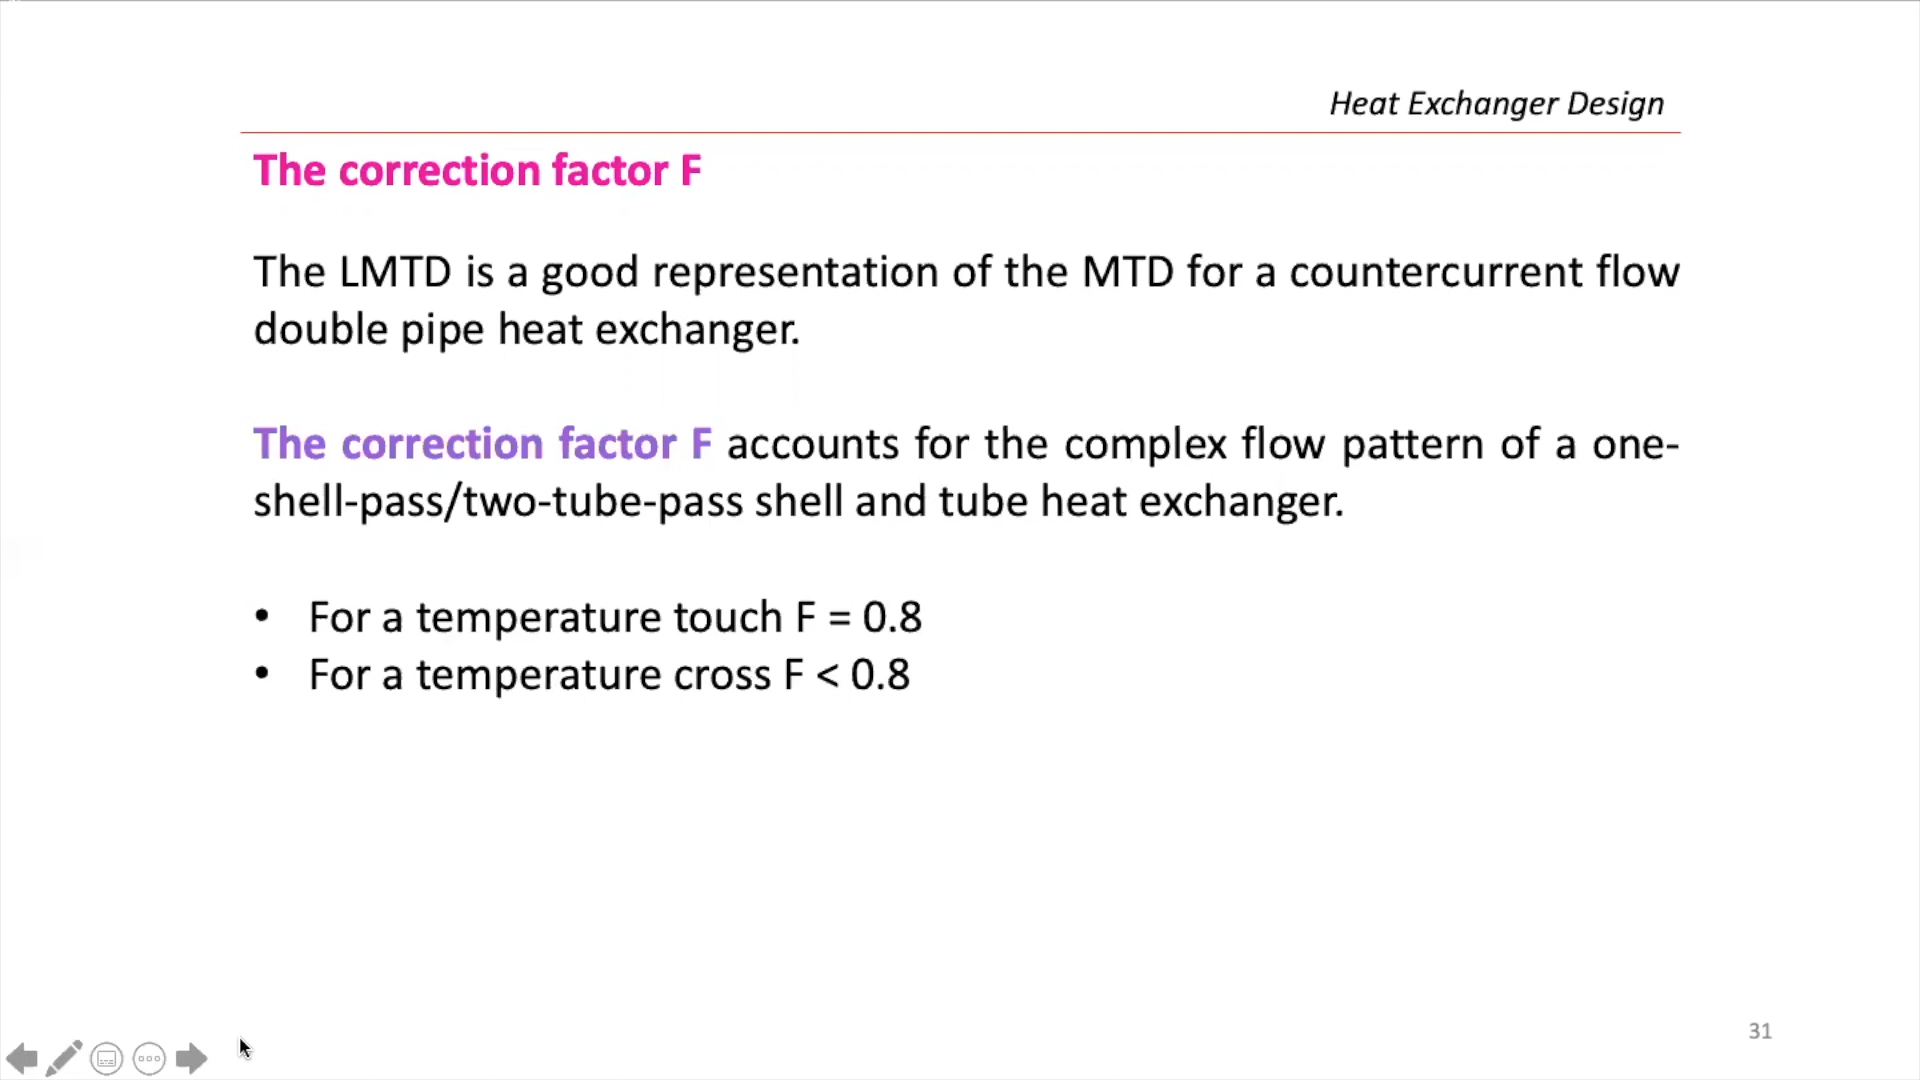 Heat Exchanger Design
The correction factor F
The LMTD is a good representation of the MTD for a countercurrent flow
double pipe heat exchanger.
The correction factor F accounts for the complex flow pattern of a one-
shell-pass/two-tube-pass shell and tube heat exchanger.
• For a temperature touch F = 0.8
• For a temperature cross F < 0.8
31